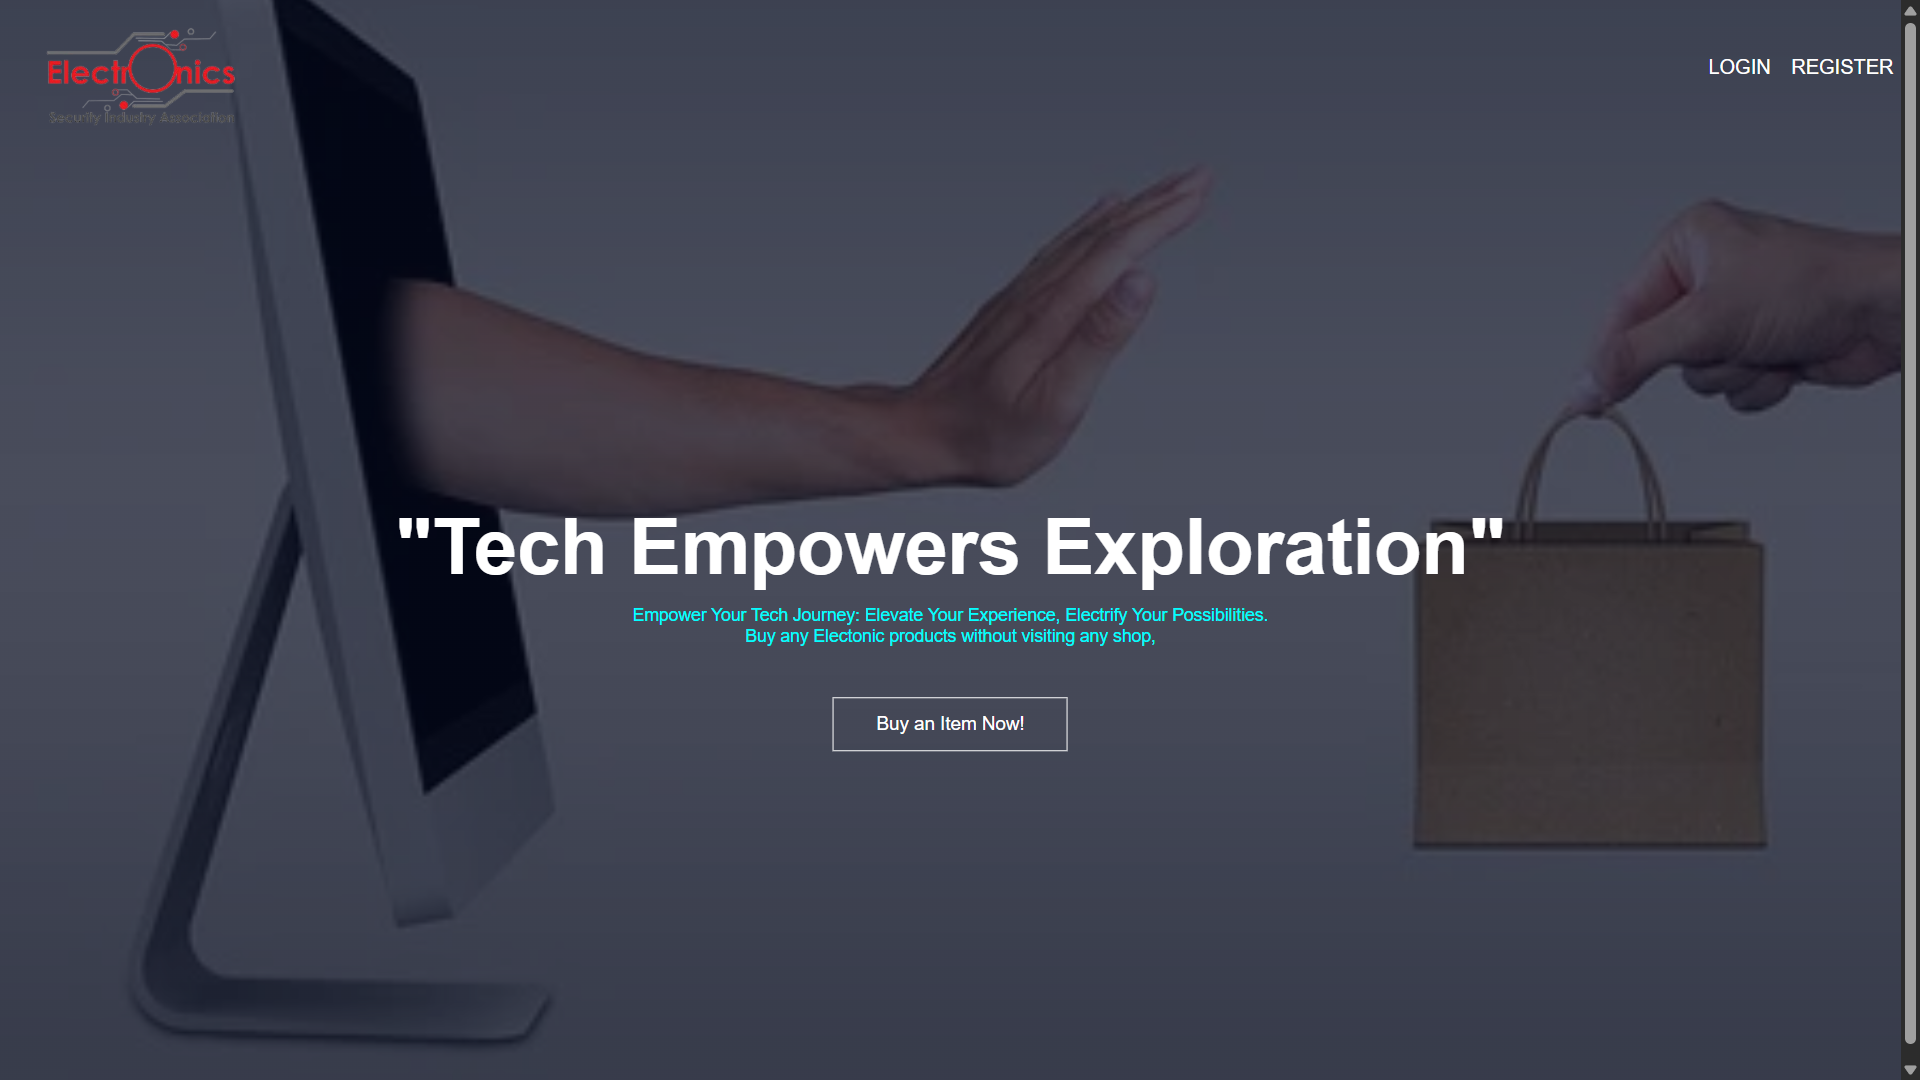 ElectrOnics
Security Industry Association
LOGIN REGISTER
"Tech Empowers Exploration"
Empower Your Tech Journey: Elevate Your Experience, Electrify Your Possibilities.
Buy any Electonic products without visiting any shop,
Buy an Item Now!